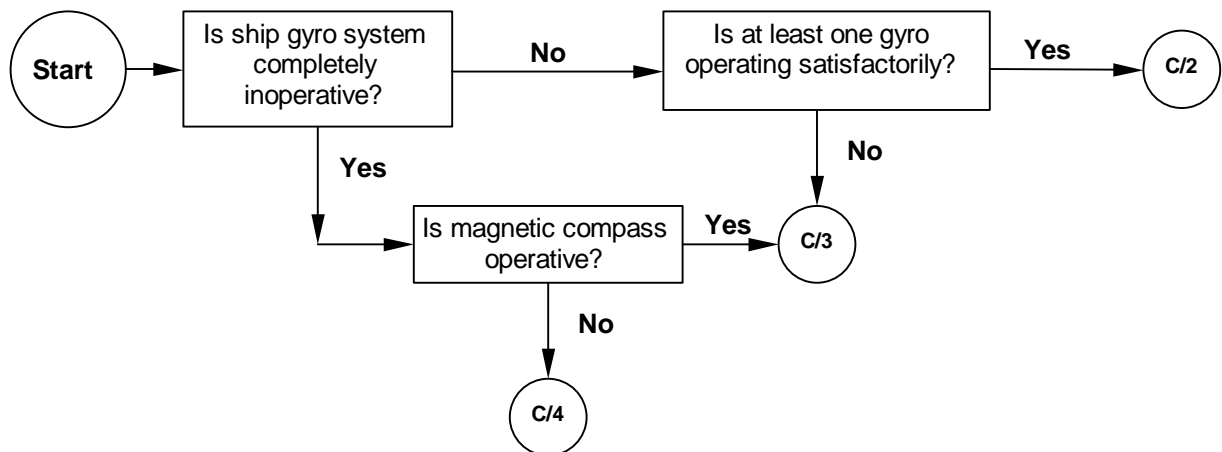 Start
Is ship gyro system
completely
inoperative?
No
Is at least one gyro
operating satisfactorily?
Yes
C/2
Yes
No
Is magnetic compass
operative?
Yes
C/3
No
C/4